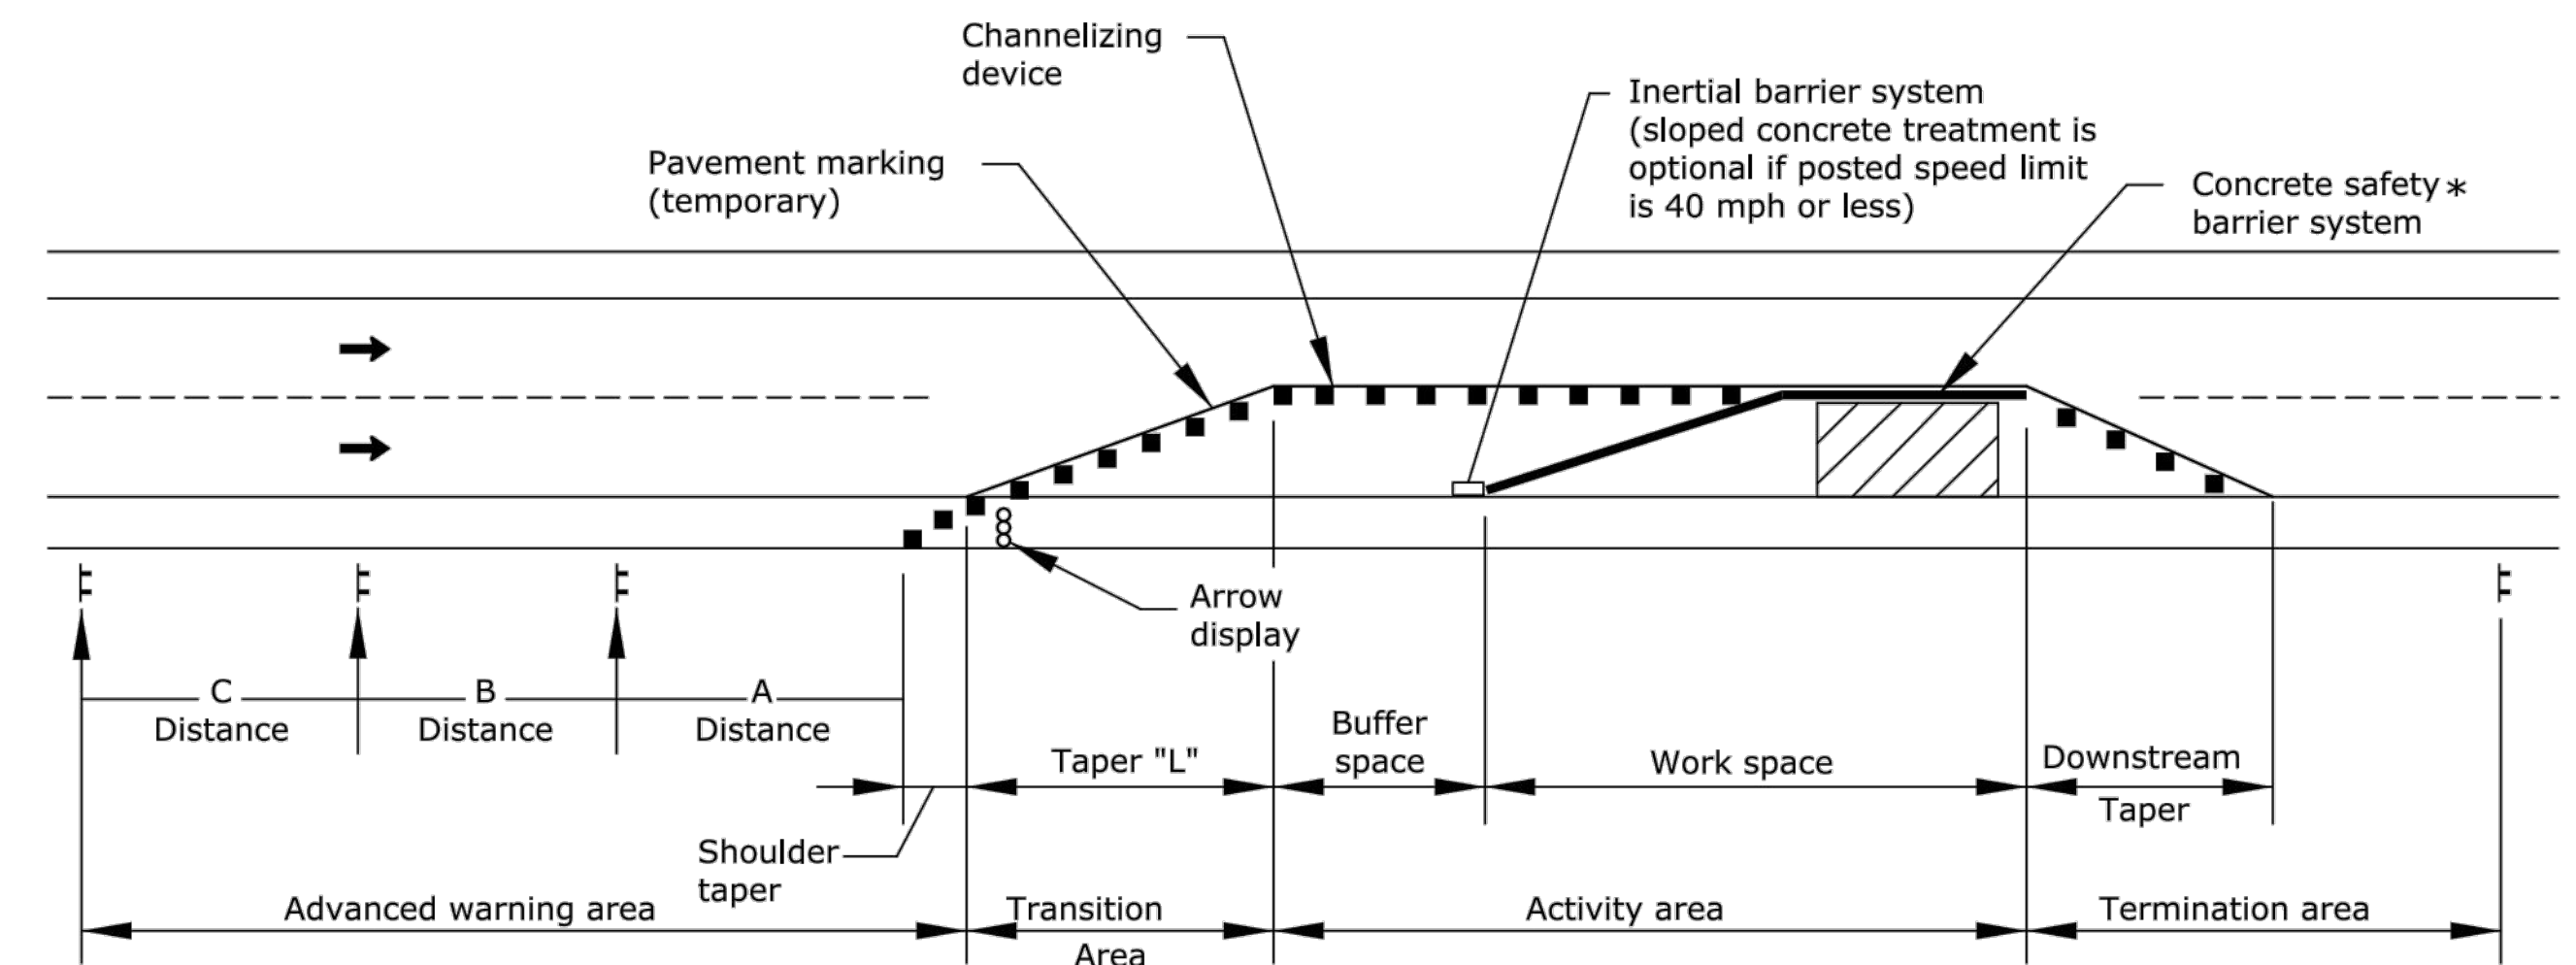 Channelizing
device
Inertial barrier system
(sloped concrete treatment is
optional if posted speed limit
is 40 mph or less)
Pavement marking
(temporary)
Concrete safety*
barrier system
Arrow
display
C
Distance
B
Distance
A
Distance
Shoulder
taper
Taper "L"
Buffer
space
Work space
Downstream
Taper
Advanced warning area
Transition
Area
Activity area
Termination area